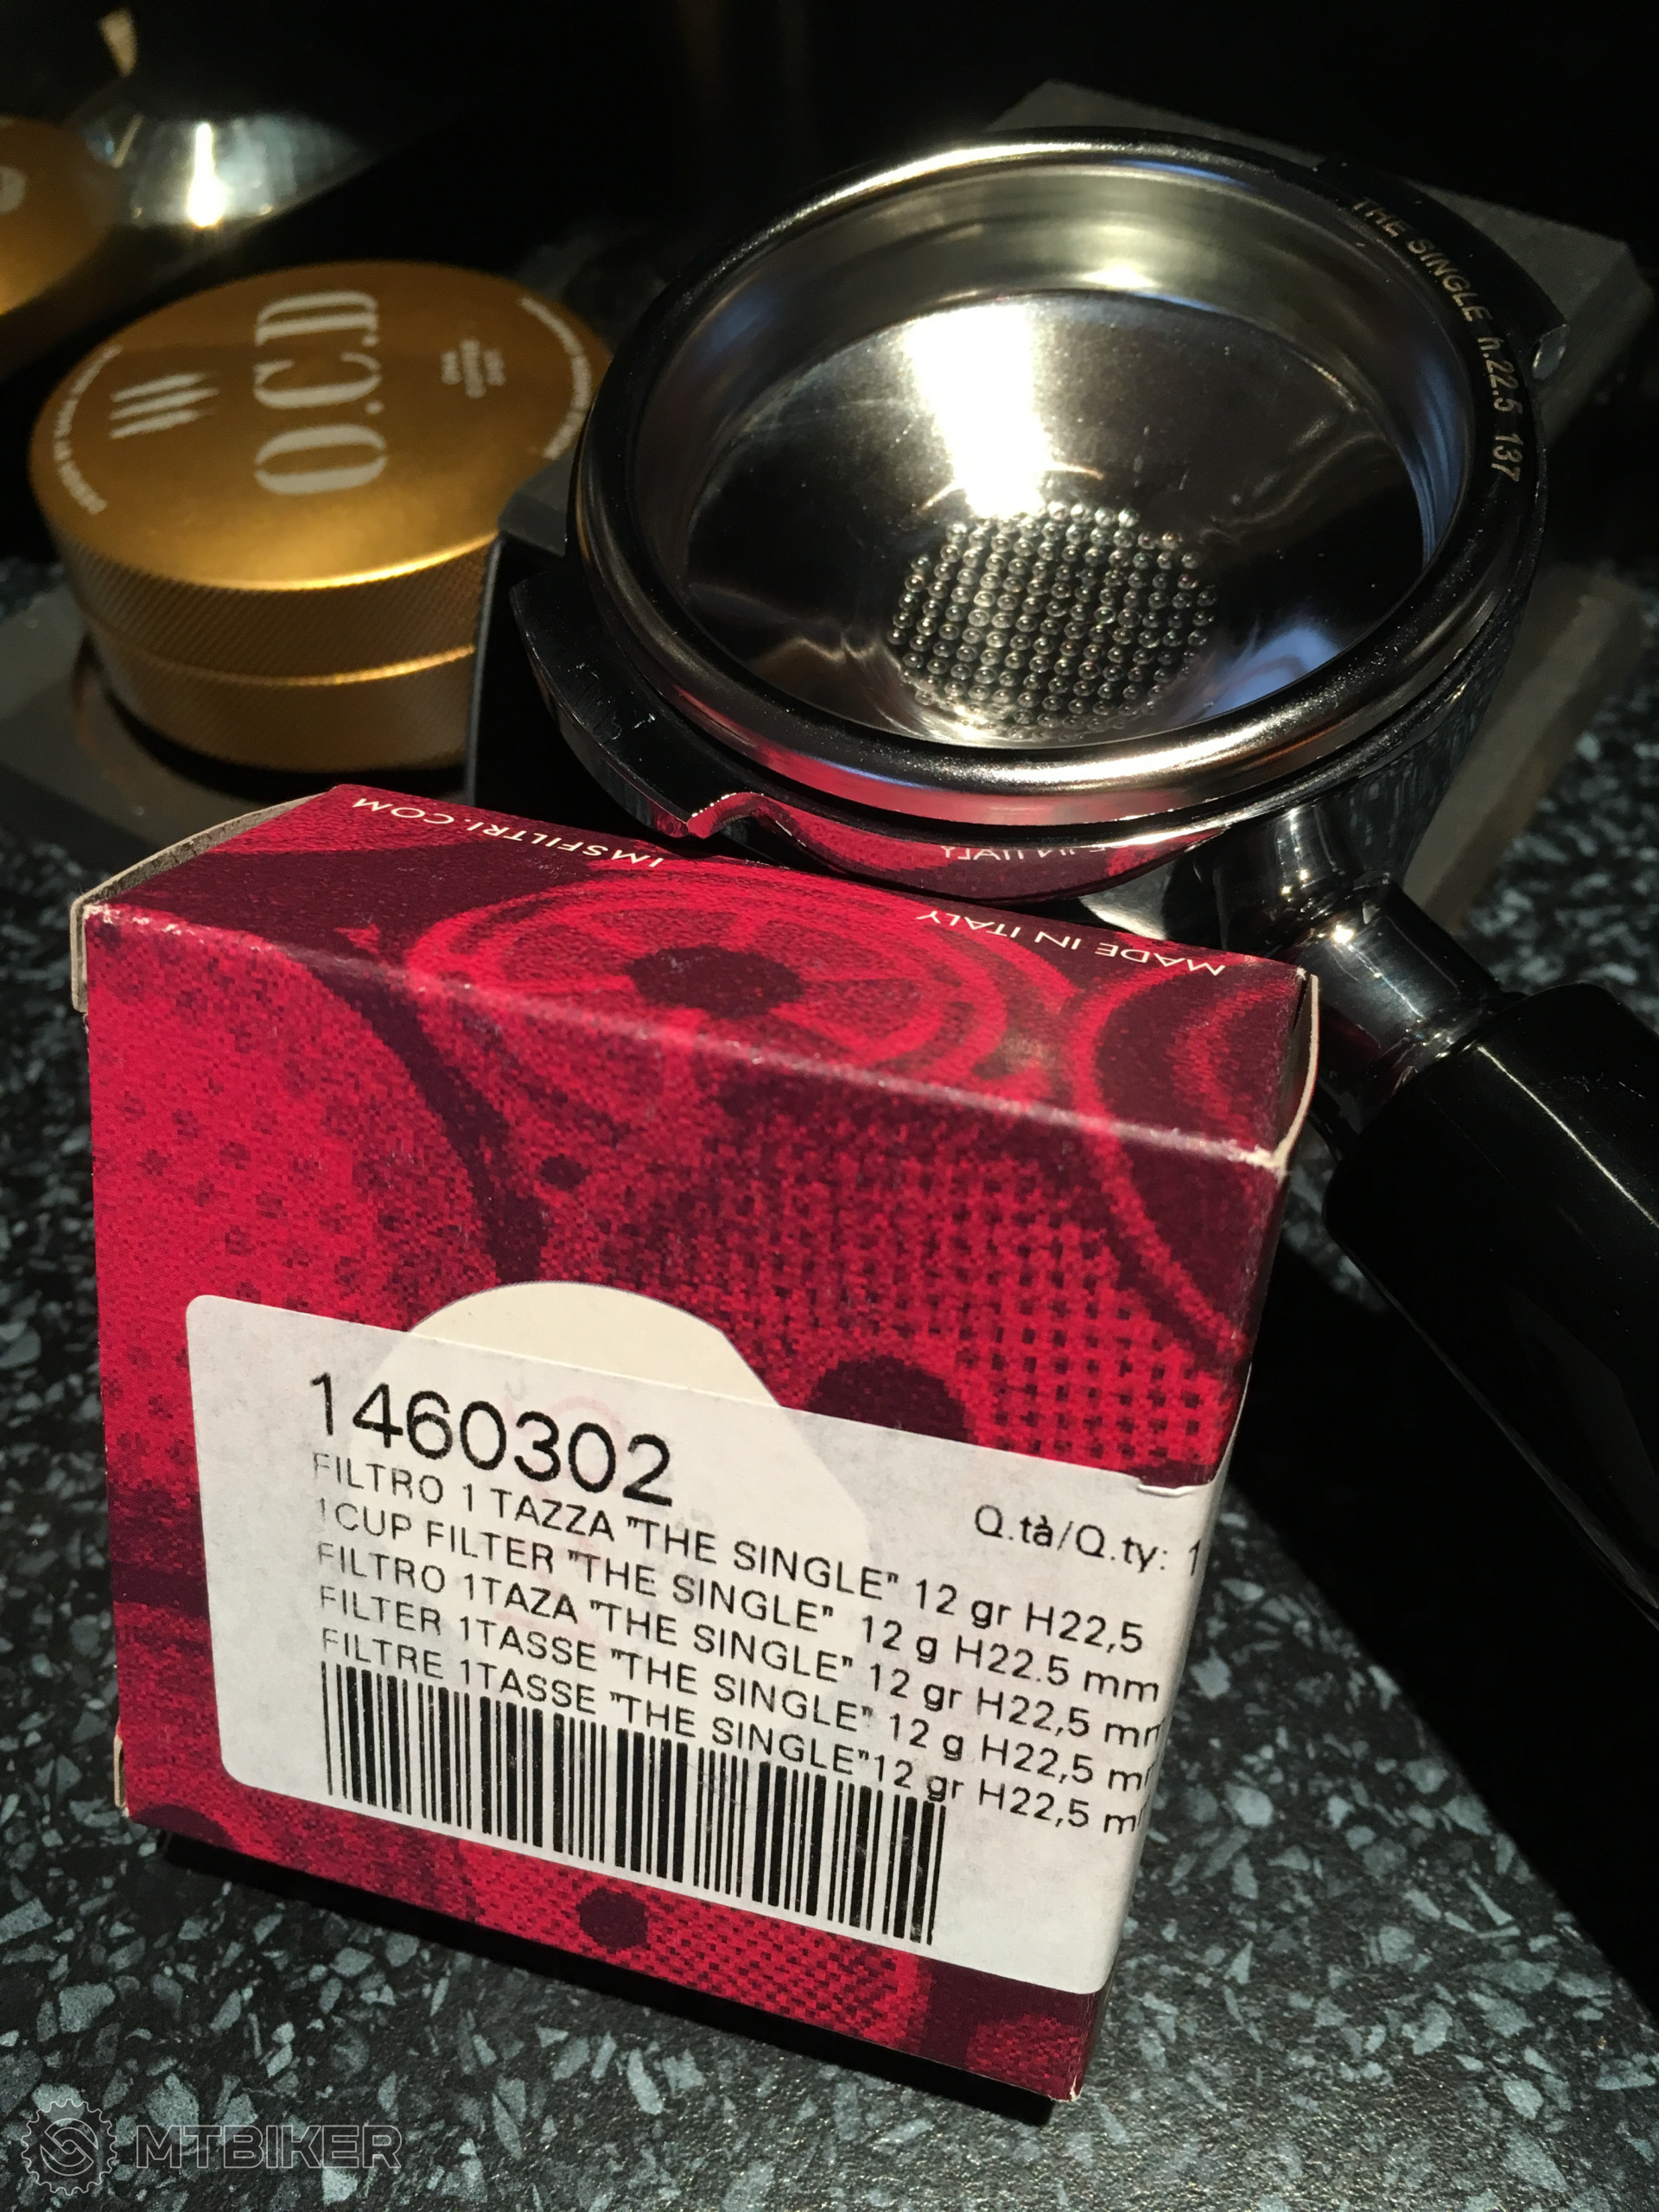 O.C.D
THE SINGLE h.22.5 137
IMSFILTRI.COM
MADE IN ITALY
1460302
Q.tà/Q.ty: 1
FILTRO 1 TAZZA "THE SINGLE" 12 gr H22,5
1CUP FILTER "THE SINGLE" 12 g H22.5 mm
FILTRO 1TAZA "THE SINGLE" 12 gr H22,5 m
FILTER 1TASSE "THE SINGLE" 12 g H22,5 m
FILTRE 1TASSE "THE SINGLE"12 gr H22,5 m
MTBIKER